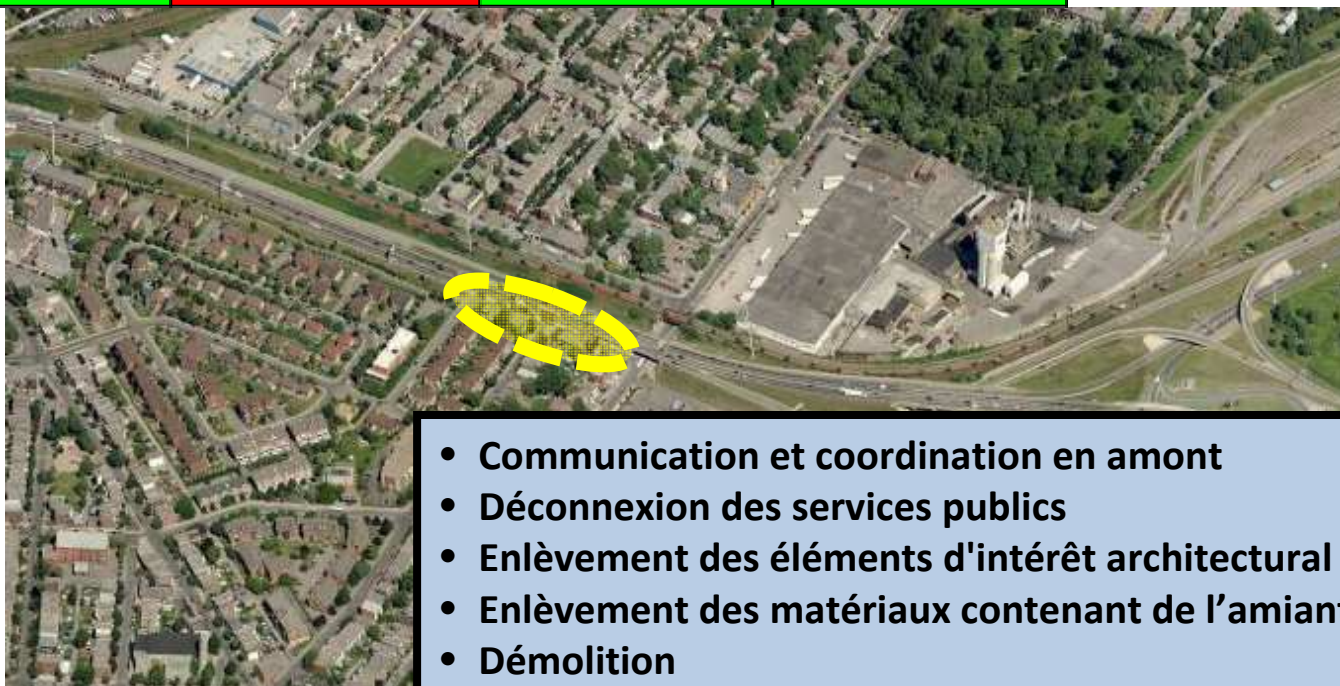 • Communication et coordination en amont
• Déconnexion des services publics
• Enlèvement des éléments d'intérêt architectural
• Enlèvement des matériaux contenant de l’amian
• Démolition